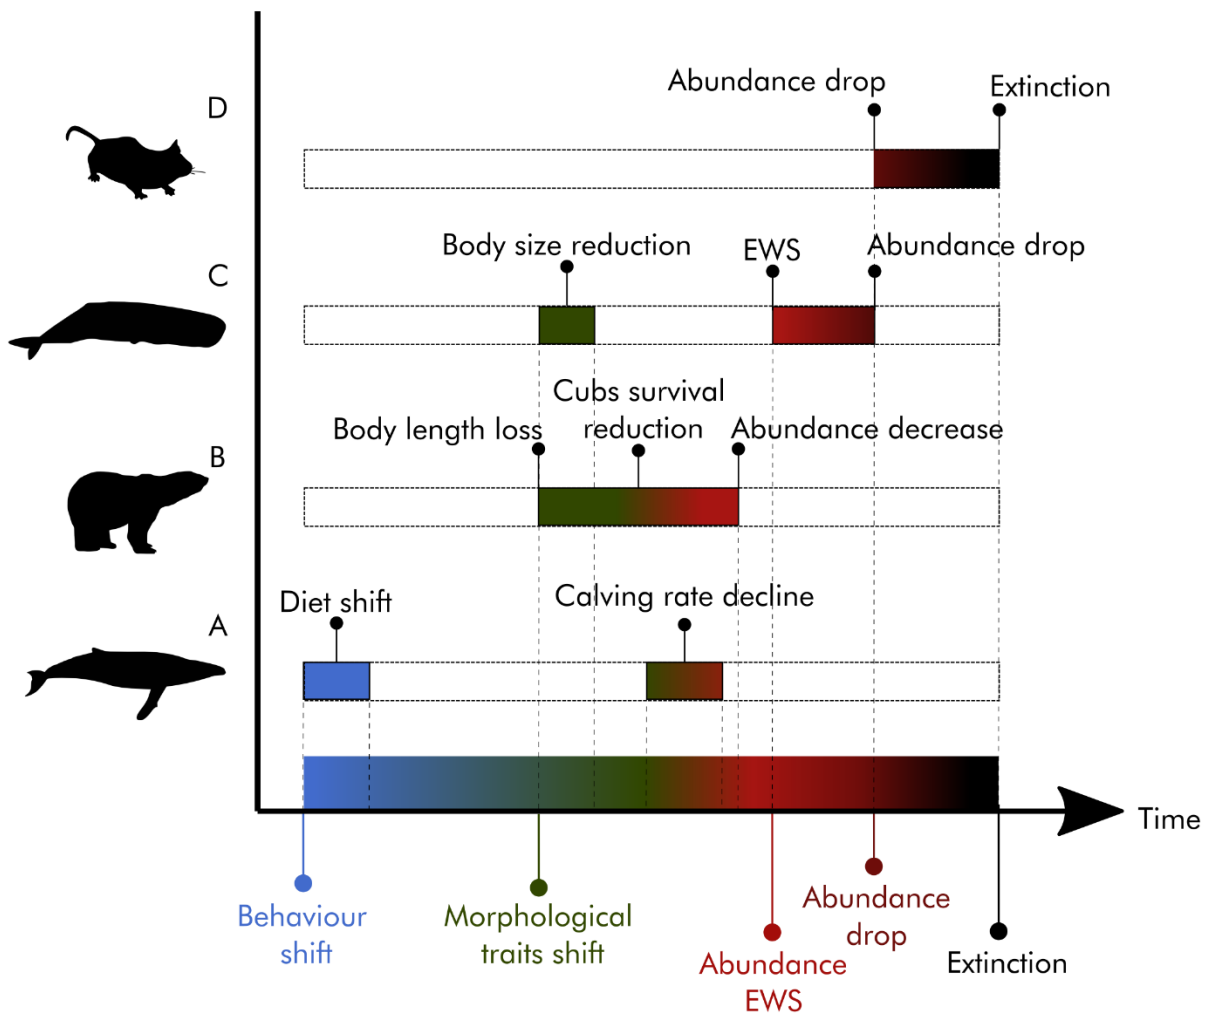 Abundance drop
Extinction
D
Body size reduction
EWS
Abundance drop
C
Cubs survival
reduction
Body length loss
Abundance decrease
B
Diet shift
Calving rate decline
A
Time
Behaviour
shift
Morphological
traits shift
Abundance
EWS
Abundance
drop
Extinction